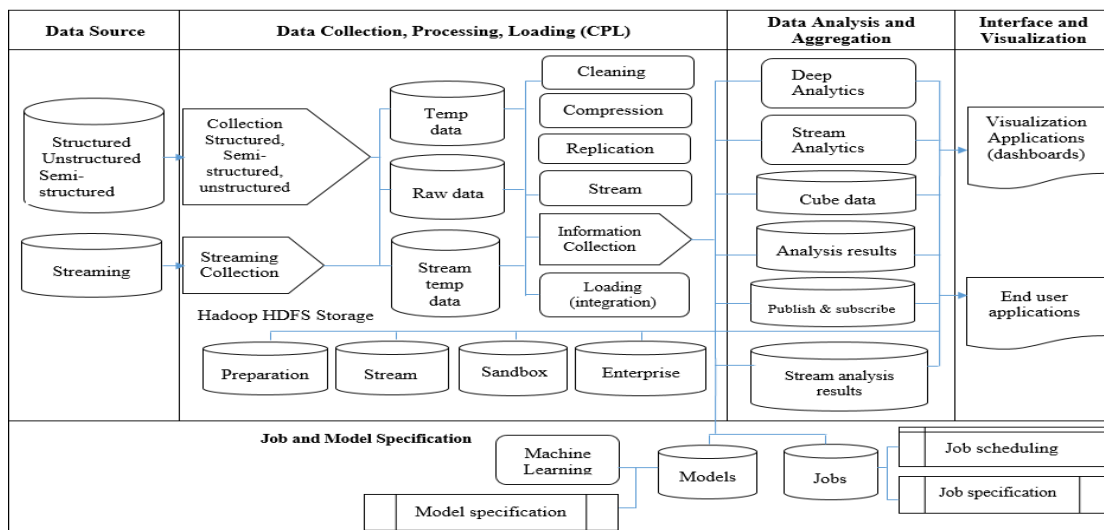 Data Source
Data Collection, Processing, Loading (CPL)
Data Analysis and
Aggregation
Interface and
Visualization
Structured
Unstructured
Semi-
structured
Streaming
Collection
Structured,
Semi-
structured,
unstructured
Streaming
Collection
Temp
data
Raw data
Stream
temp
data
Cleaning
Compression
Replication
Stream
Information
Collection
Loading
(integration)
Hadoop HDFS Storage
Preparation
Stream
Sandbox
Enterprise
Deep
Analytics
Stream
Analytics
Cube data
Analysis results
Publish & subscribe
Stream analysis
results
Visualization
Applications
(dashboards)
End user
applications
Job and Model Specification
Machine
Learning
Model specification
Models
Jobs
Job scheduling
Job specification